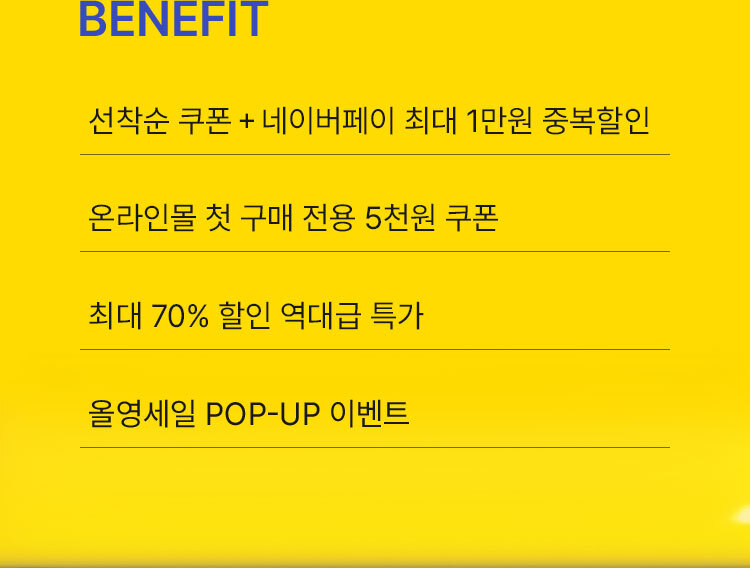 BENEFIT
선착순 쿠폰 + 네이버페이 최대 1만원 중복할인
온라인몰 첫 구매 전용 5천원 쿠폰
최대 70% 할인 역대급 특가
올영세일 POP-UP 이벤트